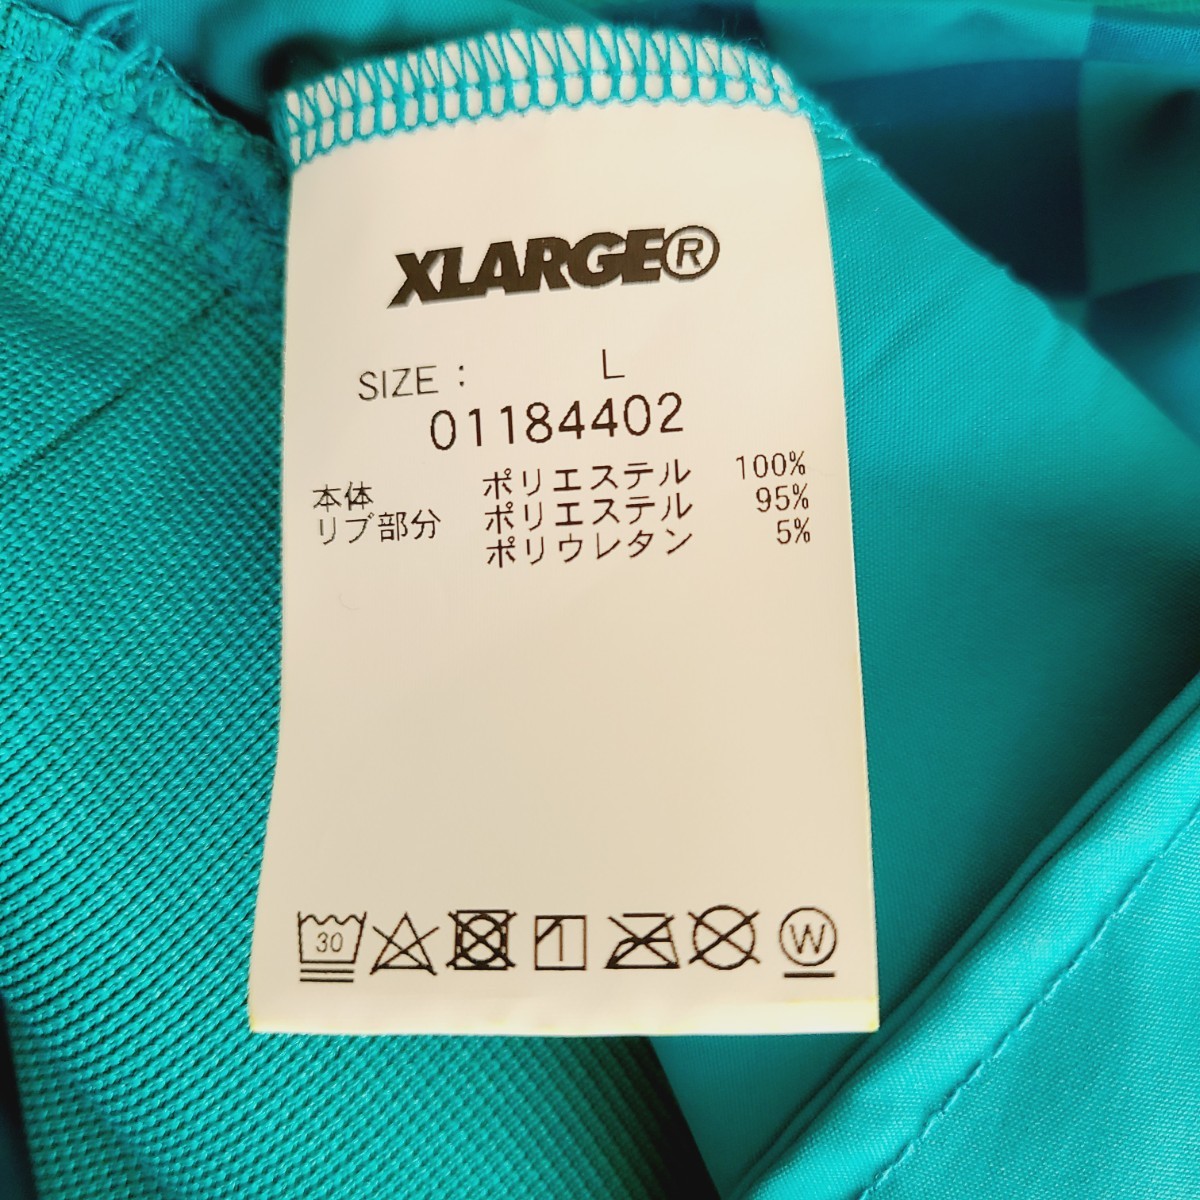 XLARGE®
SIZE : L
01184402
本体 ポリエステル 100%
リブ部分 ポリエステル 95%
ポリウレタン 5%
30 W